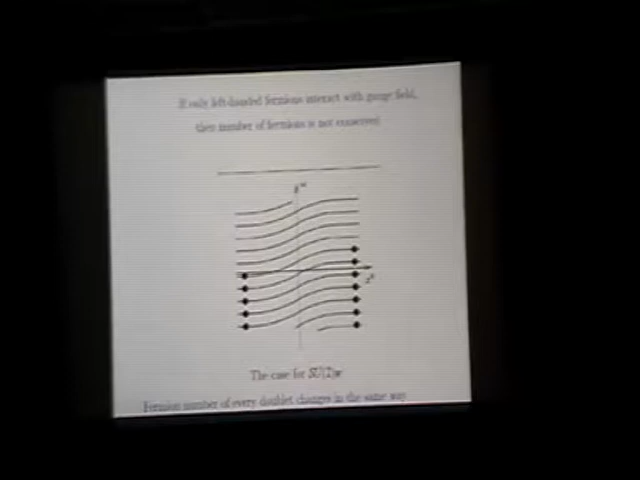 If only left-handed fermions interact with gauge field,
then number of fermions is not conserved
The case for SU(2)W
Fermion number of every doublet changes in the same way